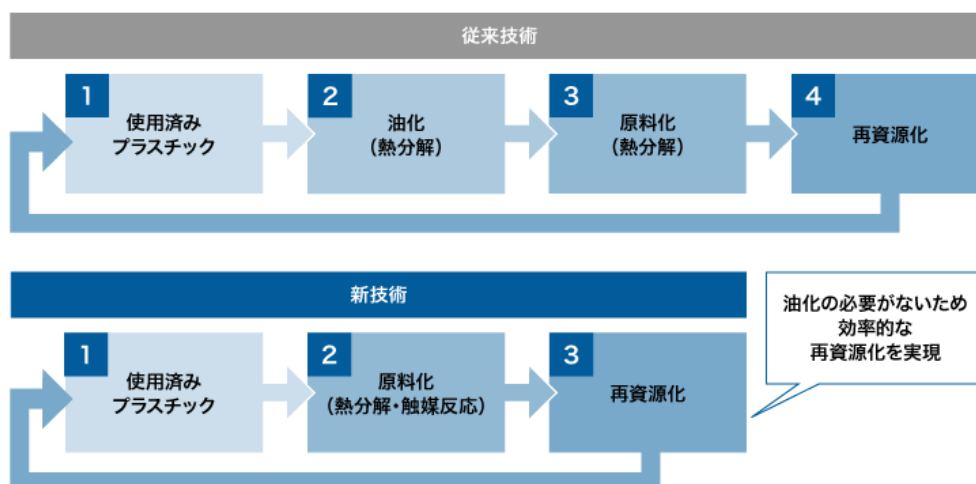 従来技術
1
使用済み
プラスチック
2
油化
(熱分解)
3
原料化
(熱分解)
4
再資源化
新技術
1
使用済み
プラスチック
2
原料化
(熱分解・触媒反応)
3
再資源化
油化の必要がないため
効率的な
再資源化を実現